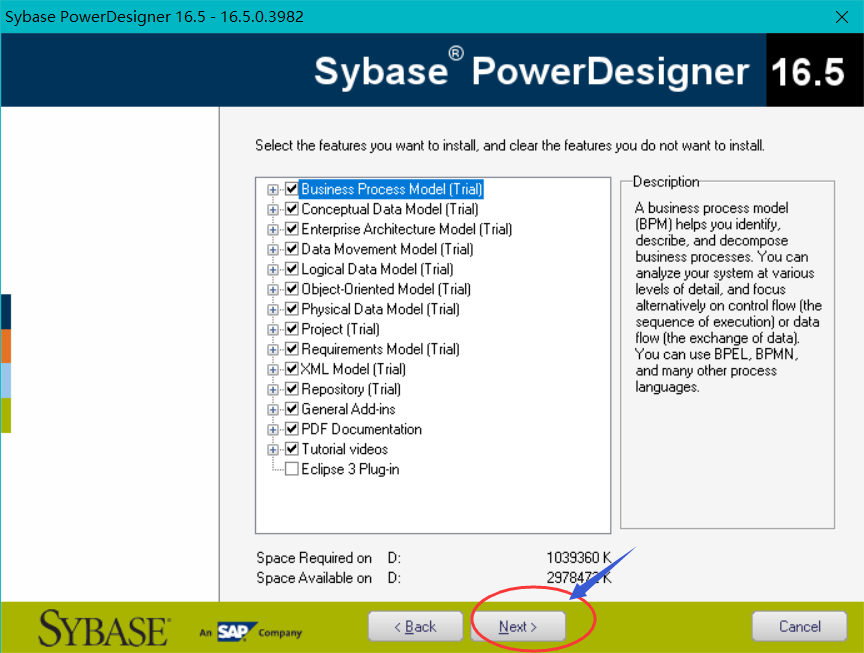 Sybase PowerDesigner 16.5 - 16.5.0.3982
Sybase® PowerDesigner 16.5
Select the features you want to install, and clear the features you do not want to install.
Business Process Model (Trial)
Conceptual Data Model (Trial)
Enterprise Architecture Model (Trial)
Data Movement Model (Trial)
Logical Data Model (Trial)
Object-Oriented Model (Trial)
Physical Data Model (Trial)
Project (Trial)
Requirements Model (Trial)
XML Model (Trial)
Repository (Trial)
General Add-ins
PDF Documentation
Tutorial videos
Eclipse 3 Plug-in
Description
A business process model
(BPM) helps you identify,
describe, and decompose
business processes. You can
analyze your system at various
levels of detail, and focus
alternatively on control flow (the
sequence of execution) or data
flow (the exchange of data).
You can use BPEL, BPMN,
and many other process
languages.
Space Required on D: 1039360 K
Space Available on D: 2978472 K
SYBASE An SAP Company
< Back
Next >
Cancel